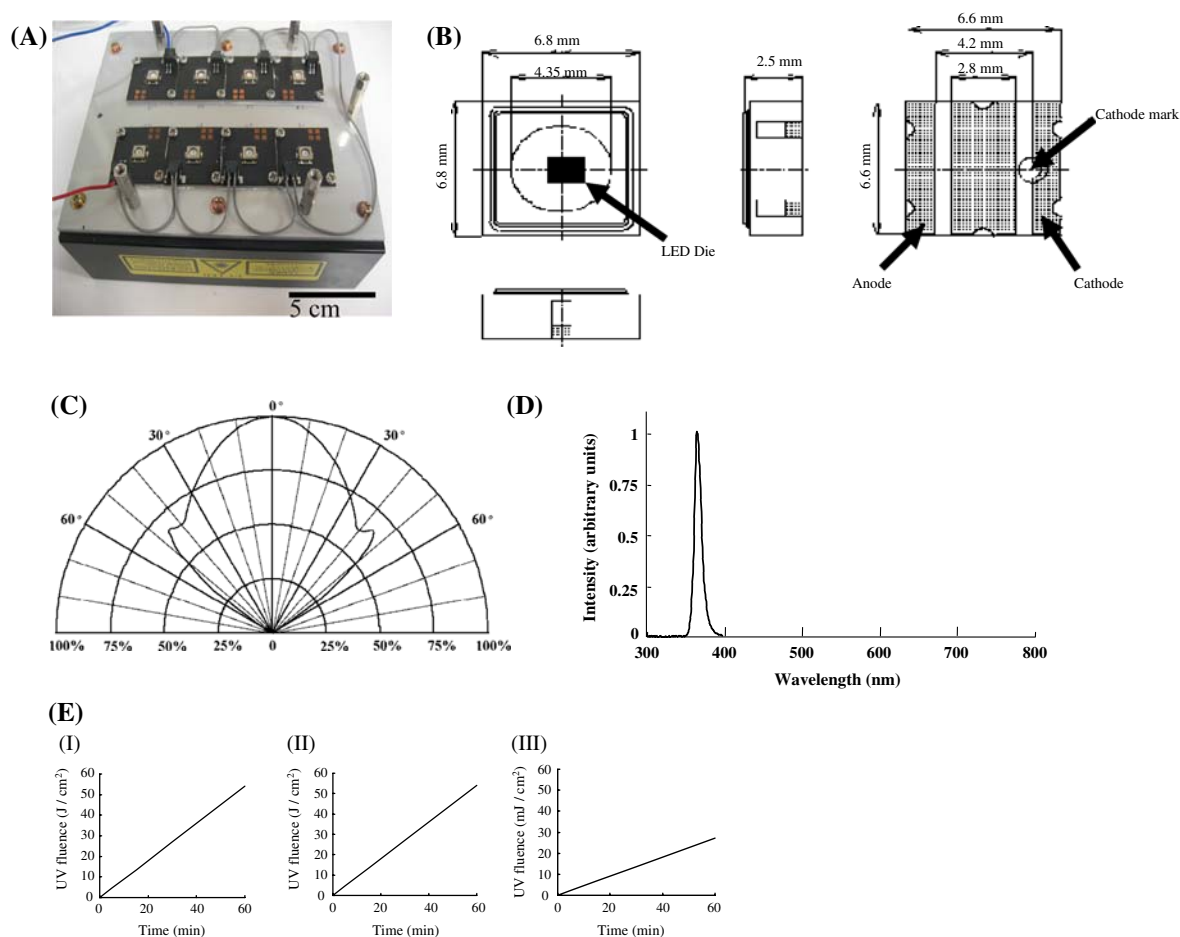 (A)
5 cm
(B)
6.8 mm
4.35 mm
6.8 mm
LED Die
2.5 mm
6.6 mm
4.2 mm
2.8 mm
6.6 mm
Cathode mark
Anode
Cathode
(C)
0°
30°
30°
60°
60°
100% 75% 50% 25% 0 25% 50% 75% 100%
(D)
Intensity (arbitrary units)
1
0.75
0.5
0.25
0
300 400 500 600 700 800
Wavelength (nm)
(E)
(I)
UV fluence (J / cm²)
60
50
40
30
20
10
0
0 20 40 60
Time (min)
(II)
UV fluence (J / cm²)
60
50
40
30
20
10
0
0 20 40 60
Time (min)
(III)
UV fluence (mJ / cm²)
60
50
40
30
20
10
0
0 20 40 60
Time (min)